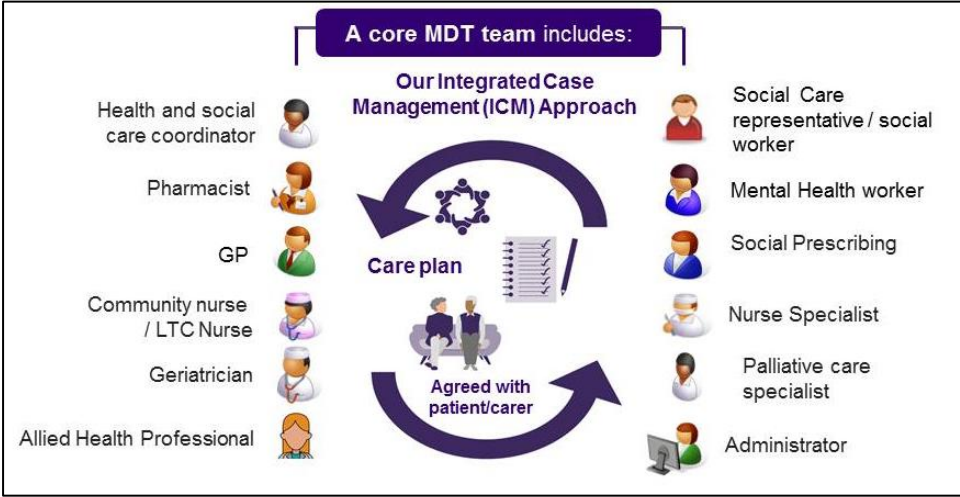 A core MDT team includes:
Our Integrated Case
Management (ICM) Approach
Health and social
care coordinator
Pharmacist
GP
Community nurse
/ LTC Nurse
Geriatrician
Allied Health Professional
Care plan
Agreed with
patient/carer
Social Care
representative / social
worker
Mental Health worker
Social Prescribing
Nurse Specialist
Palliative care
specialist
Administrator